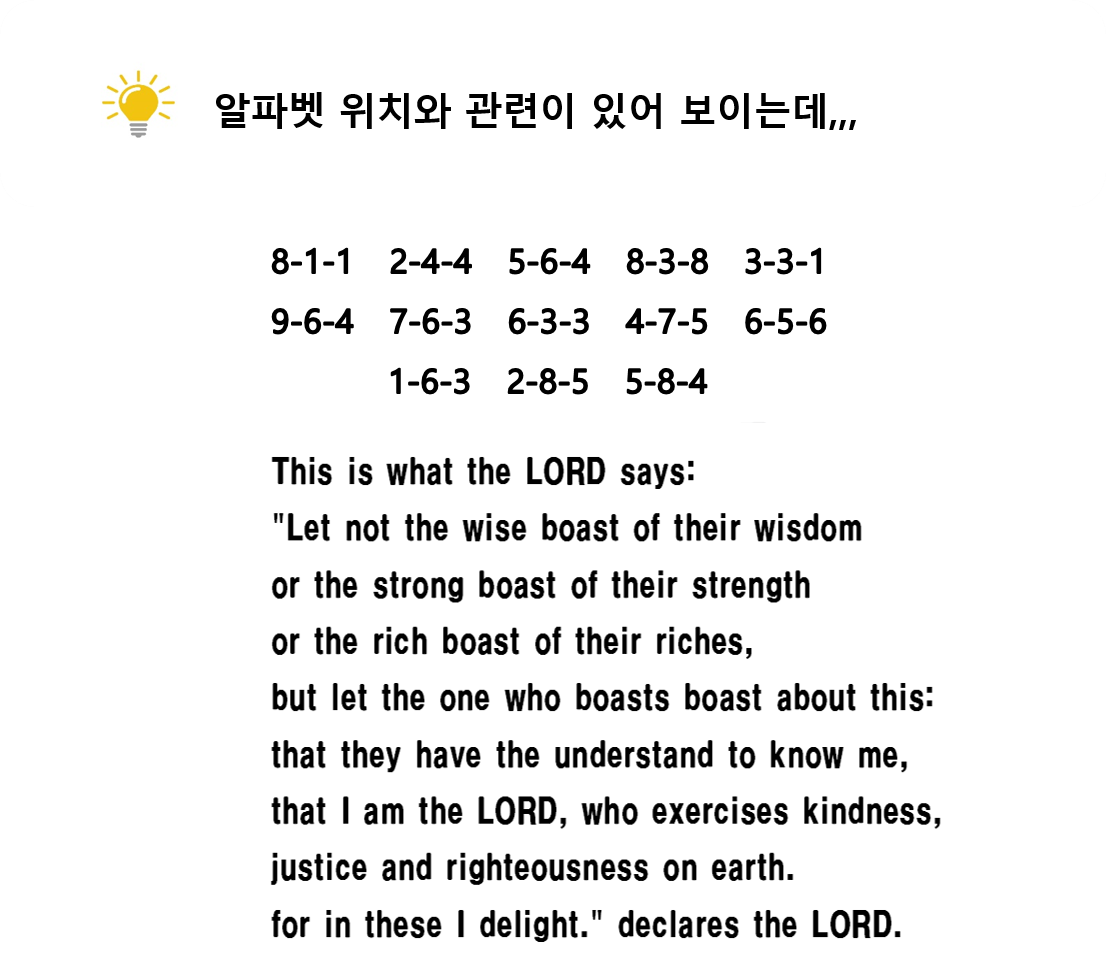 알파벳 위치와 관련이 있어 보이는데,,,
8-1-1 2-4-4 5-6-4 8-3-8 3-3-1
9-6-4 7-6-3 6-3-3 4-7-5 6-5-6
1-6-3 2-8-5 5-8-4
This is what the LORD says:
"Let not the wise boast of their wisdom
or the strong boast of their strength
or the rich boast of their riches,
but let the one who boasts boast about this:
that they have the understand to know me,
that I am the LORD, who exercises kindness,
justice and righteousness on earth.
for in these I delight." declares the LORD.